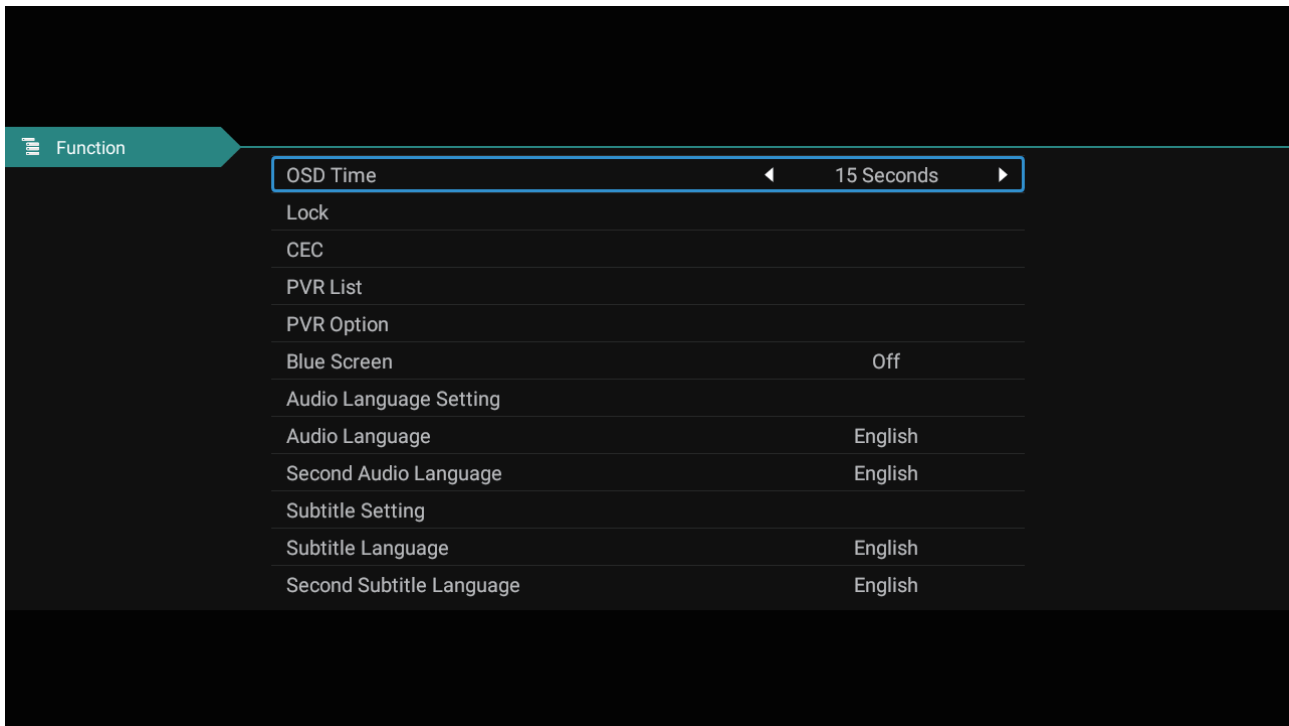 Function
OSD Time 15 Seconds
Lock
CEC
PVR List
PVR Option
Blue Screen Off
Audio Language Setting
Audio Language English
Second Audio Language English
Subtitle Setting
Subtitle Language English
Second Subtitle Language English